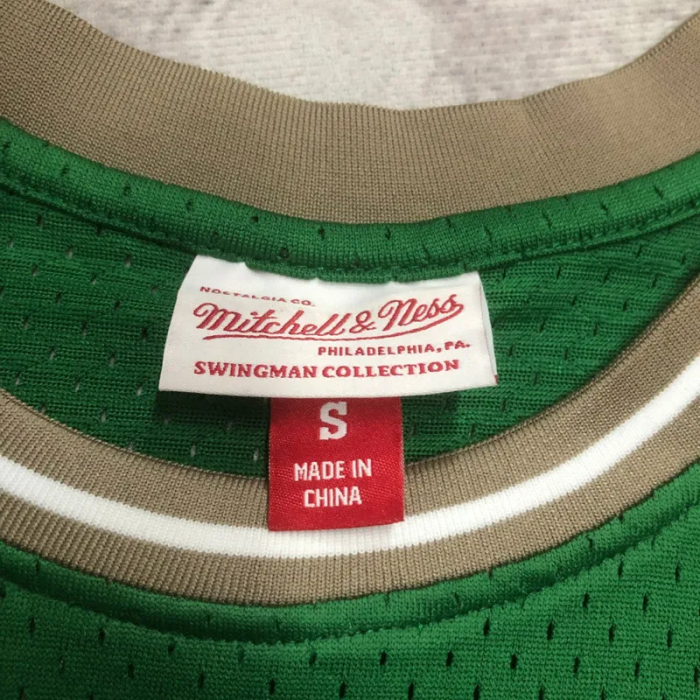 NOSTALGIA CO.
Mitchell & Ness
PHILADELPHIA, PA.
SWINGMAN COLLECTION
S
MADE IN
CHINA